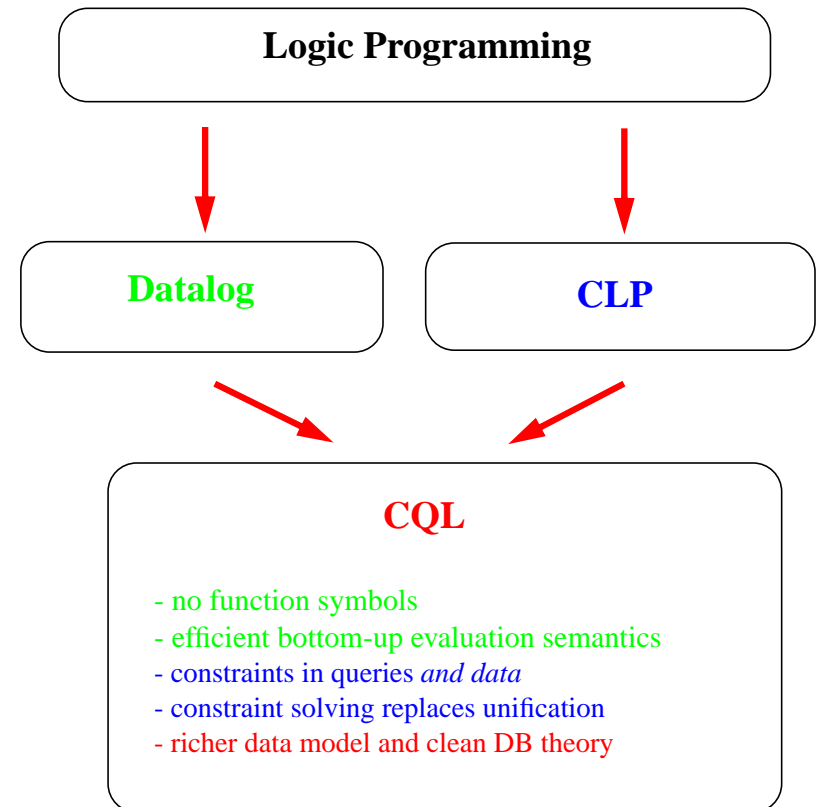 Logic Programming
Datalog
CLP
CQL
- no function symbols
- efficient bottom-up evaluation semantics
- constraints in queries and data
- constraint solving replaces unification
- richer data model and clean DB theory